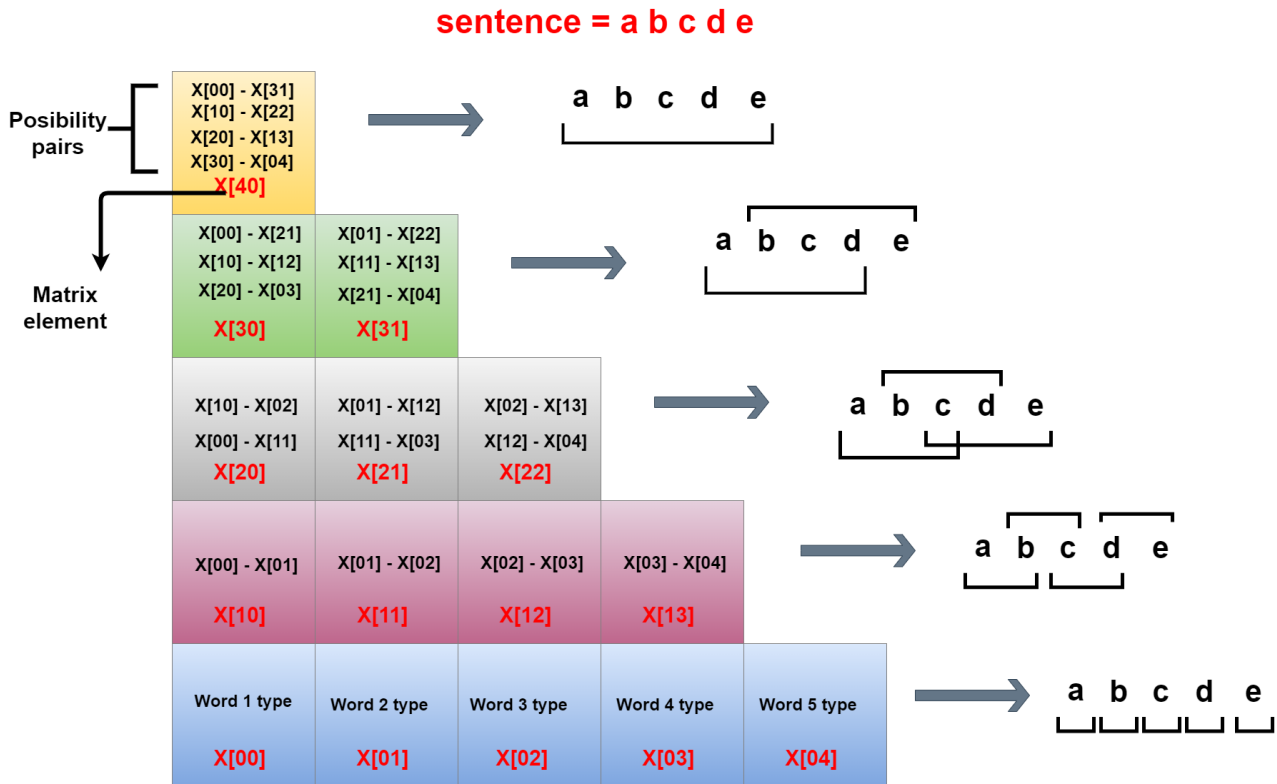 sentence = a b c d e
Posibility
pairs
X[00] - X[31]
X[10] - X[22]
X[20] - X[13]
X[30] - X[04]
X[40]
a b c d e
Matrix
element
X[00] - X[21]
X[10] - X[12]
X[20] - X[03]
X[30]
X[01] - X[22]
X[11] - X[13]
X[21] - X[04]
X[31]
a b c d e
X[10] - X[02]
X[00] - X[11]
X[20]
X[01] - X[12]
X[11] - X[03]
X[21]
X[02] - X[13]
X[12] - X[04]
X[22]
a b c d e
X[00] - X[01]
X[10]
X[01] - X[02]
X[11]
X[02] - X[03]
X[12]
X[03] - X[04]
X[13]
a b c d e
Word 1 type
X[00]
Word 2 type
X[01]
Word 3 type
X[02]
Word 4 type
X[03]
Word 5 type
X[04]
a b c d e